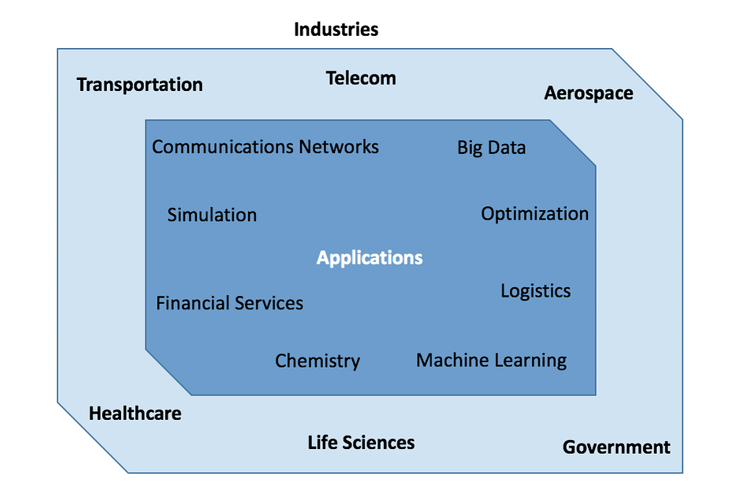 Industries
Transportation
Telecom
Aerospace
Communications Networks
Big Data
Simulation
Optimization
Applications
Financial Services
Logistics
Chemistry
Machine Learning
Healthcare
Life Sciences
Government